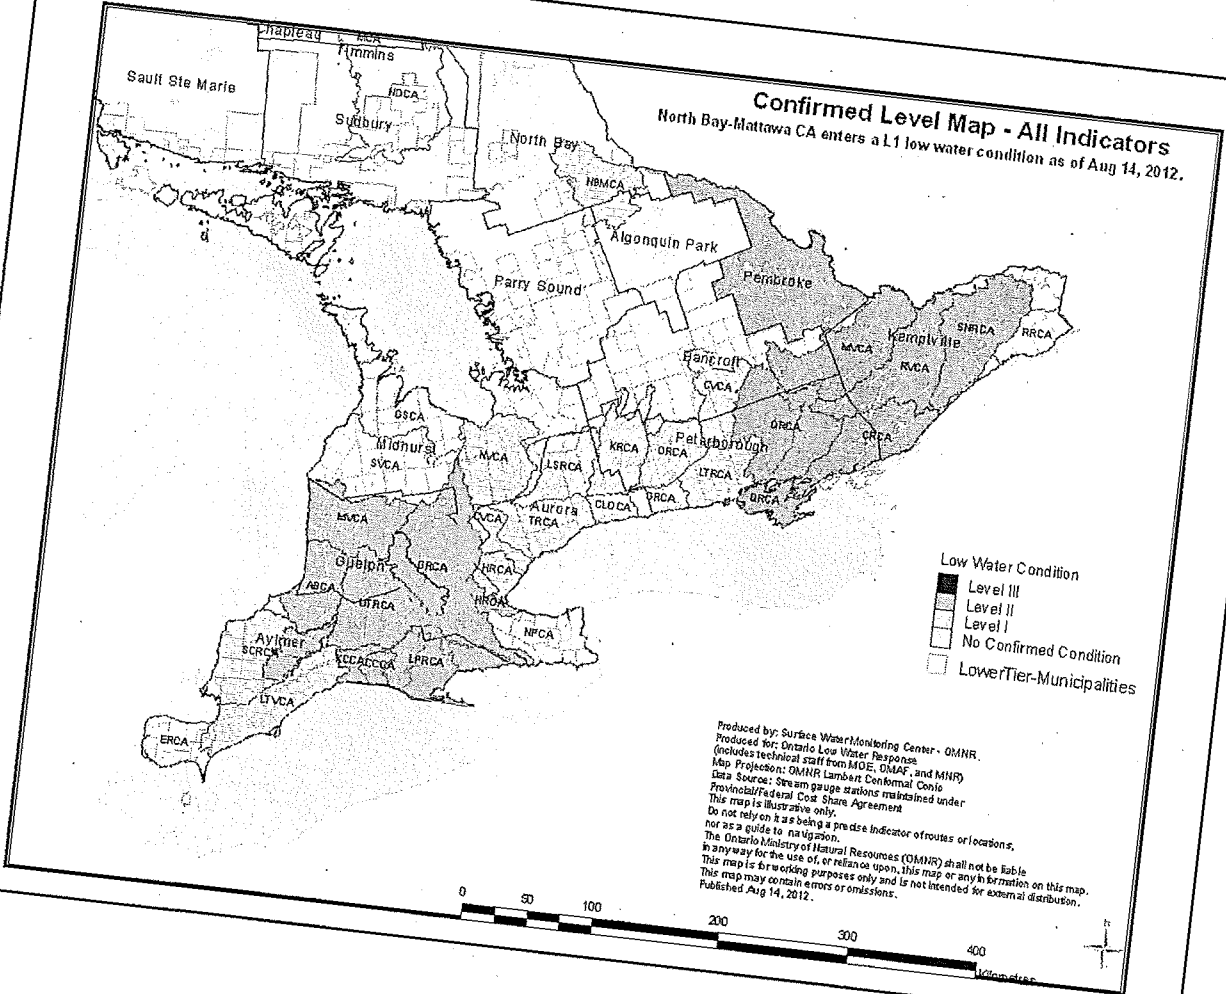 Confirmed Level Map - All Indicators
North Bay-Mattawa CA enters a L1 low water condition as of Aug 14, 2012.
Chapleau
Timmins
Sault Ste Marie
NDCA
Sudbury
North Bay
NBMCA
Algonquin Park
Parry Sound
Pembroke
SNRCA
RRCA
Kemptville
MVCA
RVCA
Bancroft
CVCA
GSCA
Midhurst
SVCA
NVCA
LSRCA
KRCA
ORCA
Peterborough
QRCA
CRCA
LTRCA
QRCA
GRCA
CLOCA
Aurora
TRCA
CVCA
MVCA
Guelph
GRCA
HRCA
ABCA
UTRCA
HRCA
NPCA
Aylmer
SCRCA
KCCA
CCCA
LPRCA
LTVCA
ERCA
Low Water Condition
Level III
Level II
Level I
No Confirmed Condition
LowerTier-Municipalities
Produced by: Surface Water Monitoring Center - OMNR.
Produced for: Ontario Low Water Response
(includes technical staff from MOE, OMAF, and MNR)
Map Projection: OMNR Lambert Conformal Conic
Data Source: Stream gauge stations maintained under
Provincial/Federal Cost Share Agreement
This map is illustrative only.
Do not rely on it as being a precise indicator of routes or locations,
nor as a guide to navigation.
The Ontario Ministry of Natural Resources (OMNR) shall not be liable
in any way for the use of, or reliance upon, this map or any information on this map.
This map is for working purposes only and is not intended for external distribution.
This map may contain errors or omissions.
Published Aug 14, 2012.
0 50 100 200 300 400
Kilometres